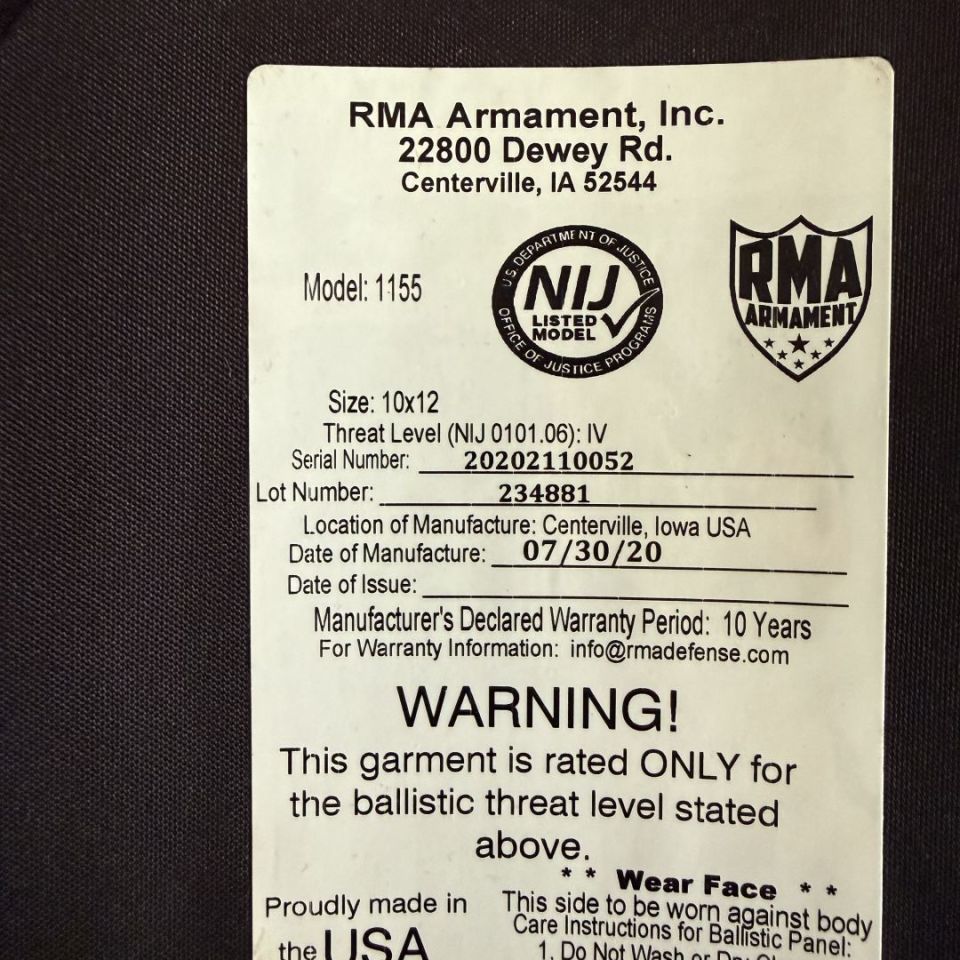 RMA Armament, Inc.
22800 Dewey Rd.
Centerville, IA 52544
Model: 1155
U.S. DEPARTMENT OF JUSTICE
NIJ
LISTED
MODEL
OFFICE OF JUSTICE PROGRAMS
RMA
ARMAMENT
Size: 10x12
Threat Level (NIJ 0101.06): IV
Serial Number: 20202110052
Lot Number: 234881
Location of Manufacture: Centerville, Iowa USA
Date of Manufacture: 07/30/20
Date of Issue:
Manufacturer's Declared Warranty Period: 10 Years
For Warranty Information: info@rmadefense.com
WARNING!
This garment is rated ONLY for
the ballistic threat level stated
above.
* * Wear Face * *
This side to be worn against body
Care Instructions for Ballistic Panel:
1. Do Not Wash or
Proudly made in
the USA